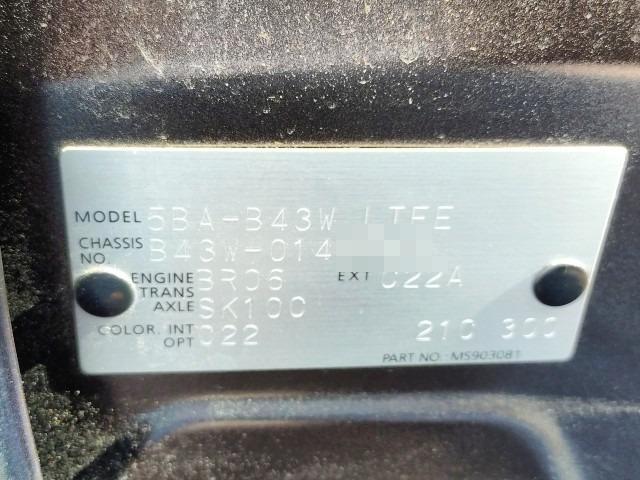 MODEL 5BA-B43W LTFE
CHASSIS NO. B43W-014
ENGINE BR06 EXT C22A
TRANS AXLE SK100
COLOR. INT OPT C22 210 300
PART NO. M5903081